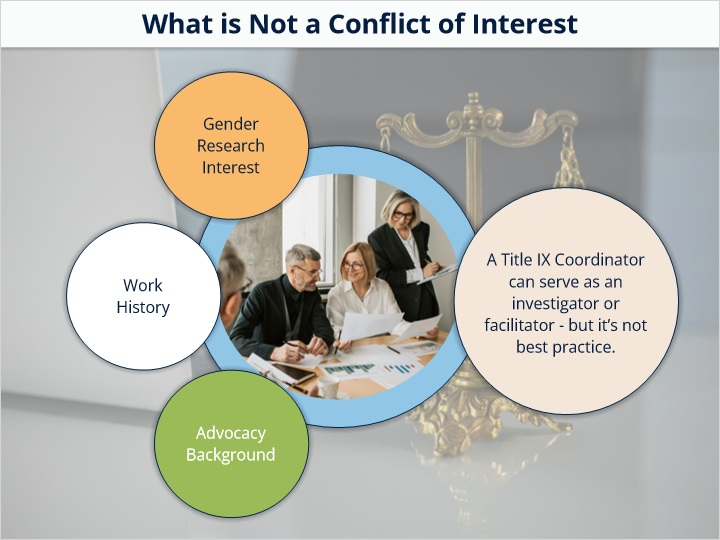 What is Not a Conflict of Interest
Gender
Research
Interest
Work
History
Advocacy
Background
A Title IX Coordinator
can serve as an
investigator or
facilitator - but it’s not
best practice.